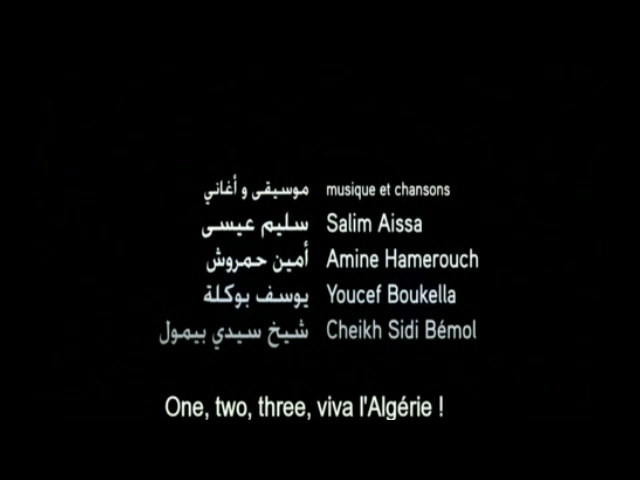 موسيقى و أغاني musique et chansons
سليم عيسى Salim Aissa
أمين حمروش Amine Hamerouch
يوسف بوكلة Youcef Boukella
شيخ سيدي بيمول Cheikh Sidi Bémol
One, two, three, viva l'Algérie !